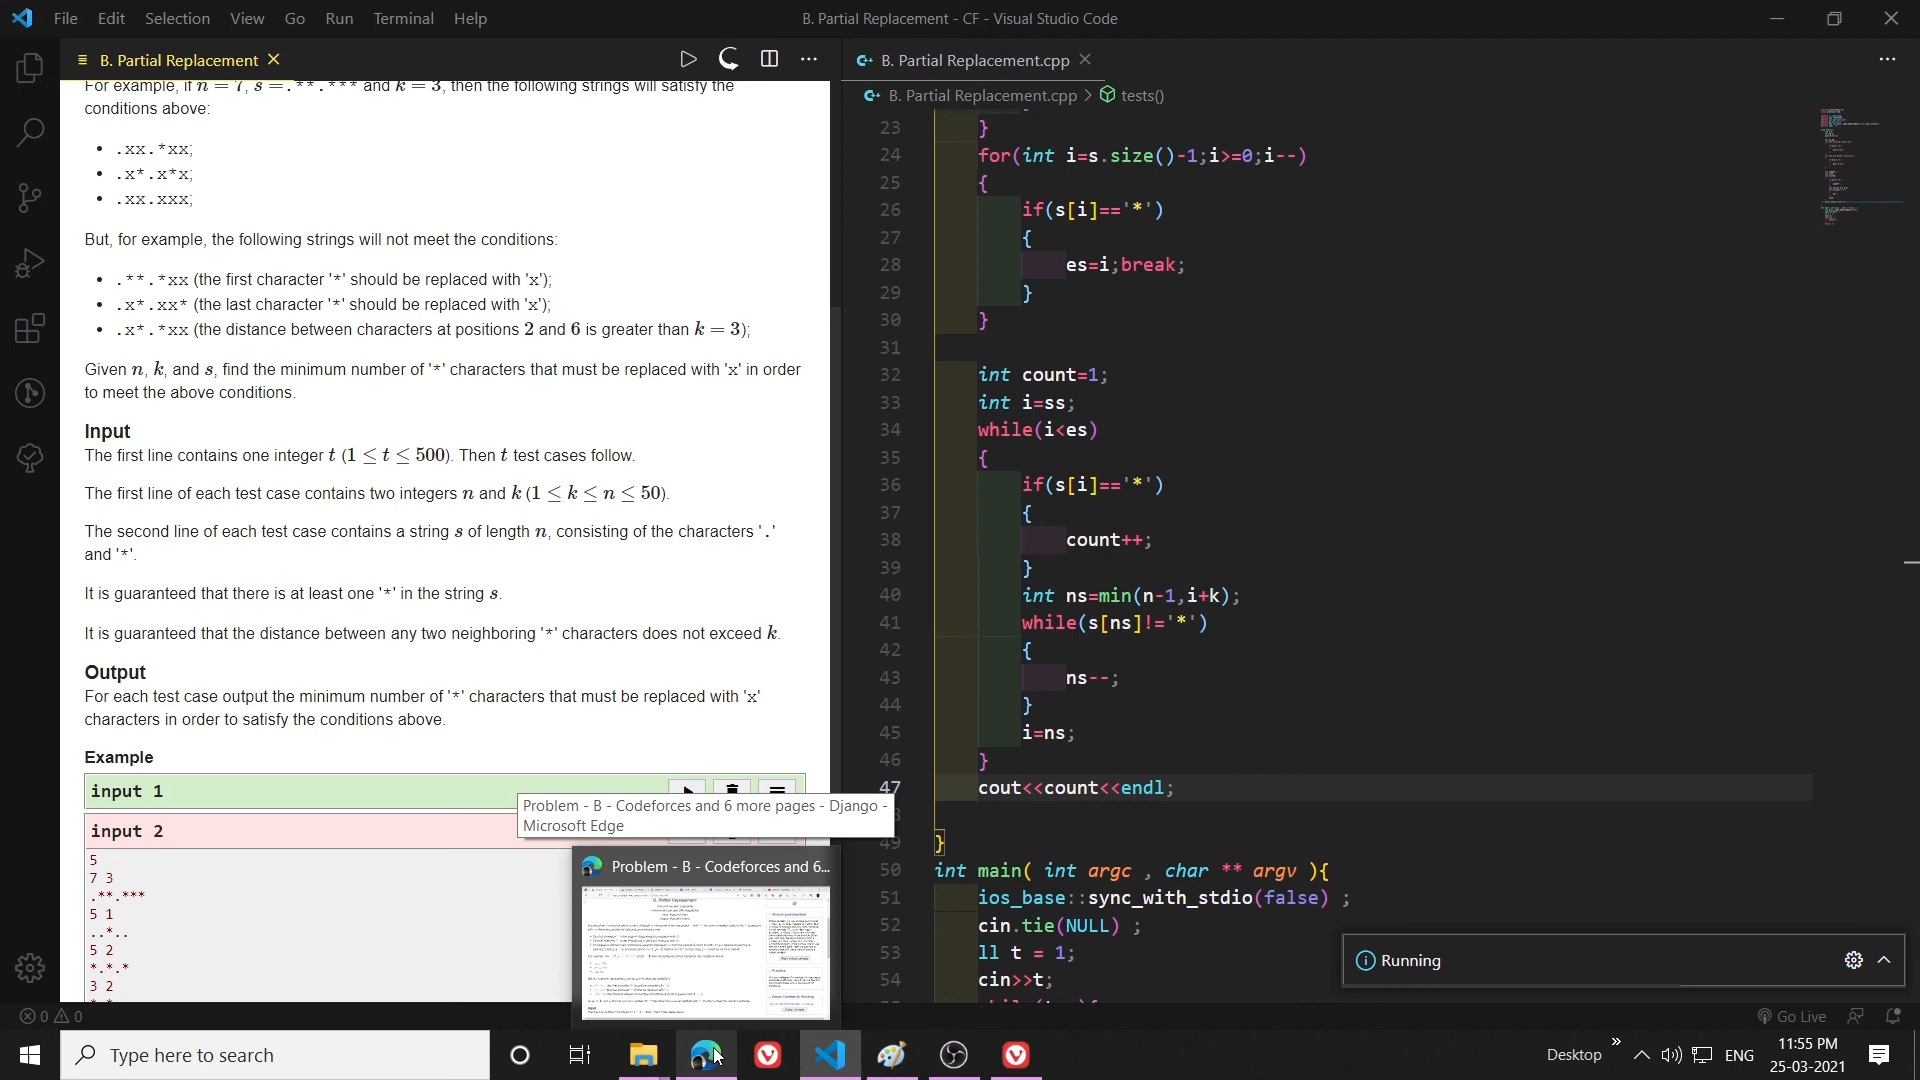 File Edit Selection View Go Run Terminal Help
B. Partial Replacement - CF - Visual Studio Code
B. Partial Replacement
For example, if n = 7, s =.**.*** and k = 3, then the following strings will satisfy the
conditions above:
• .xx.*xx;
• .x*.x*x;
• .xx.xxx;
But, for example, the following strings will not meet the conditions:
• .**.*xx (the first character '*' should be replaced with 'x');
• .x*.xx* (the last character '*' should be replaced with 'x');
• .x*.*xx (the distance between characters at positions 2 and 6 is greater than k = 3);
Given n, k, and s, find the minimum number of '*' characters that must be replaced with 'x' in order
to meet the above conditions.
Input
The first line contains one integer t (1 ≤ t ≤ 500). Then t test cases follow.
The first line of each test case contains two integers n and k (1 ≤ k ≤ n ≤ 50).
The second line of each test case contains a string s of length n, consisting of the characters '.'
and '*'.
It is guaranteed that there is at least one '*' in the string s.
It is guaranteed that the distance between any two neighboring '*' characters does not exceed k.
Output
For each test case output the minimum number of '*' characters that must be replaced with 'x'
characters in order to satisfy the conditions above.
Example
input 1
input 2
5
7 3
.**.***
5 1
..*..
5 2
*.*.*
3 2
*.*
Problem - B - Codeforces and 6 more pages - Django -
Microsoft Edge
Problem - B - Codeforces and 6...
B. Partial Replacement.cpp
B. Partial Replacement.cpp > tests()
23 }
24 for(int i=s.size()-1;i>=0;i--)
25 {
26 if(s[i]=='*')
27 {
28 es=i;break;
29 }
30 }
31
32 int count=1;
33 int i=ss;
34 while(i<es)
35 {
36 if(s[i]=='*')
37 {
38 count++;
39 }
40 int ns=min(n-1,i+k);
41 while(s[ns]!='*')
42 {
43 ns--;
44 }
45 i=ns;
46 }
47 cout<<count<<endl;
49 }
50 int main( int argc , char ** argv ){
51 ios_base::sync_with_stdio(false) ;
52 cin.tie(NULL) ;
53 ll t = 1;
54 cin>>t;
Running
0 0
Go Live
Type here to search
Desktop
ENG
11:55 PM
25-03-2021